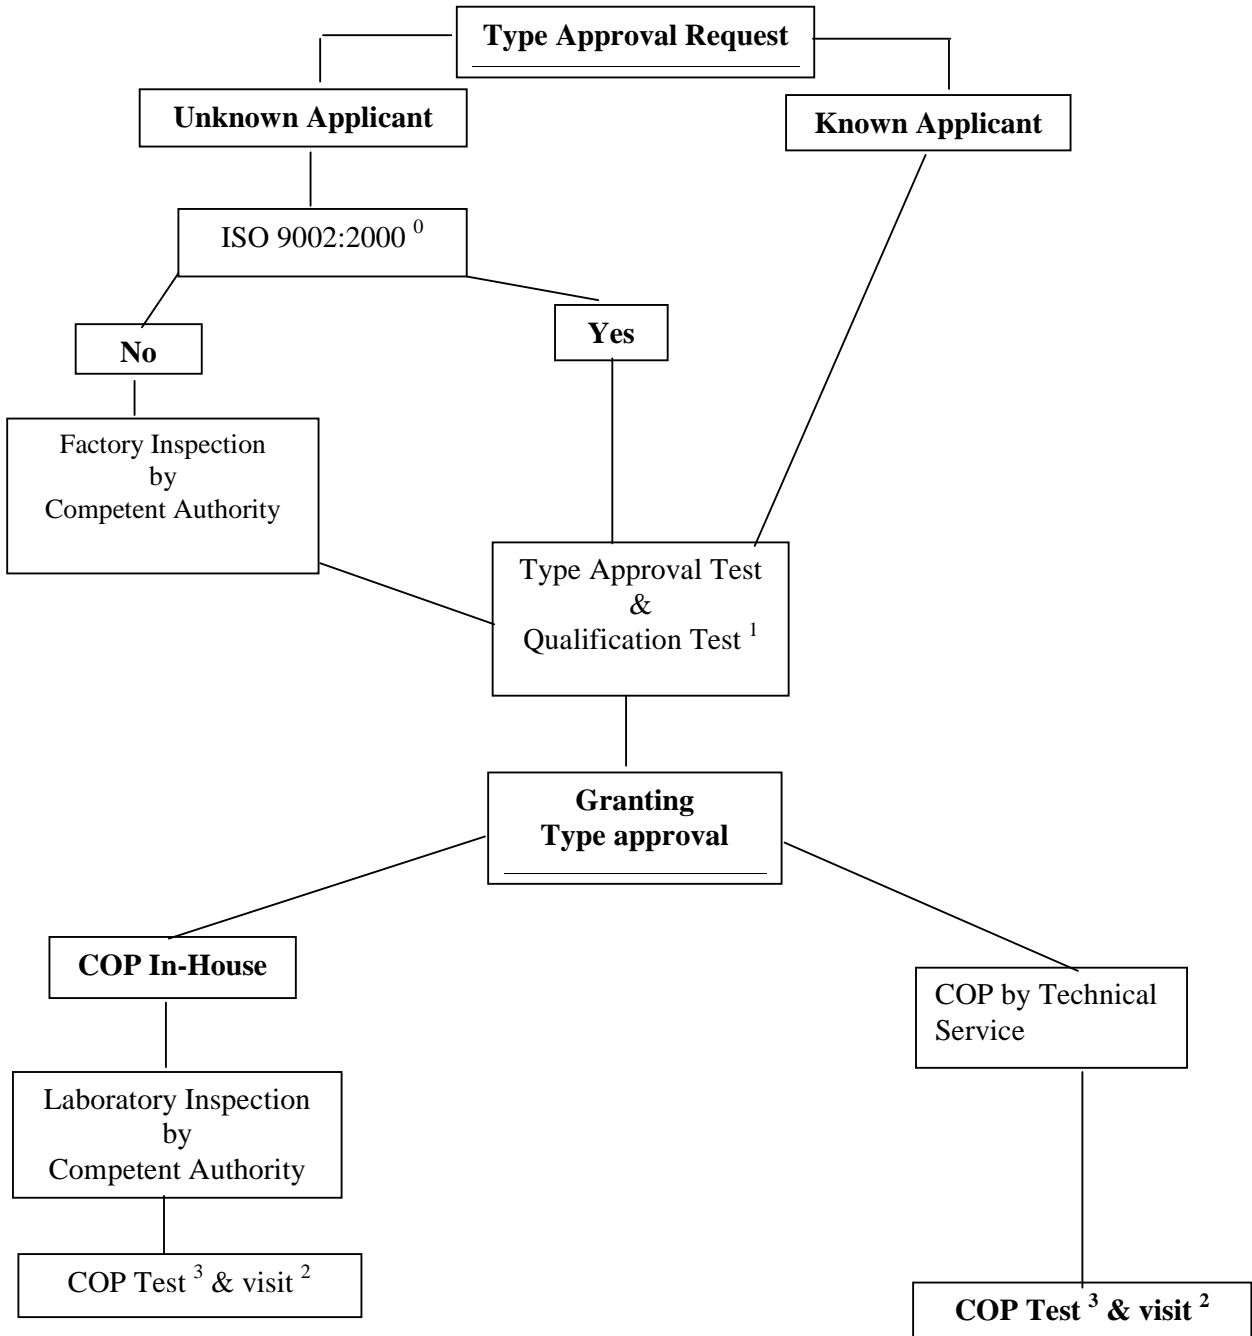 Type Approval Request
Unknown Applicant
Known Applicant
ISO 9002:2000 0
Yes
No
Factory Inspection
by
Competent Authority
Type Approval Test
&
Qualification Test 1
Granting
Type approval
COP In-House
COP by Technical
Service
Laboratory Inspection
by
Competent Authority
COP Test 3 & visit 2
COP Test 3 & visit 2